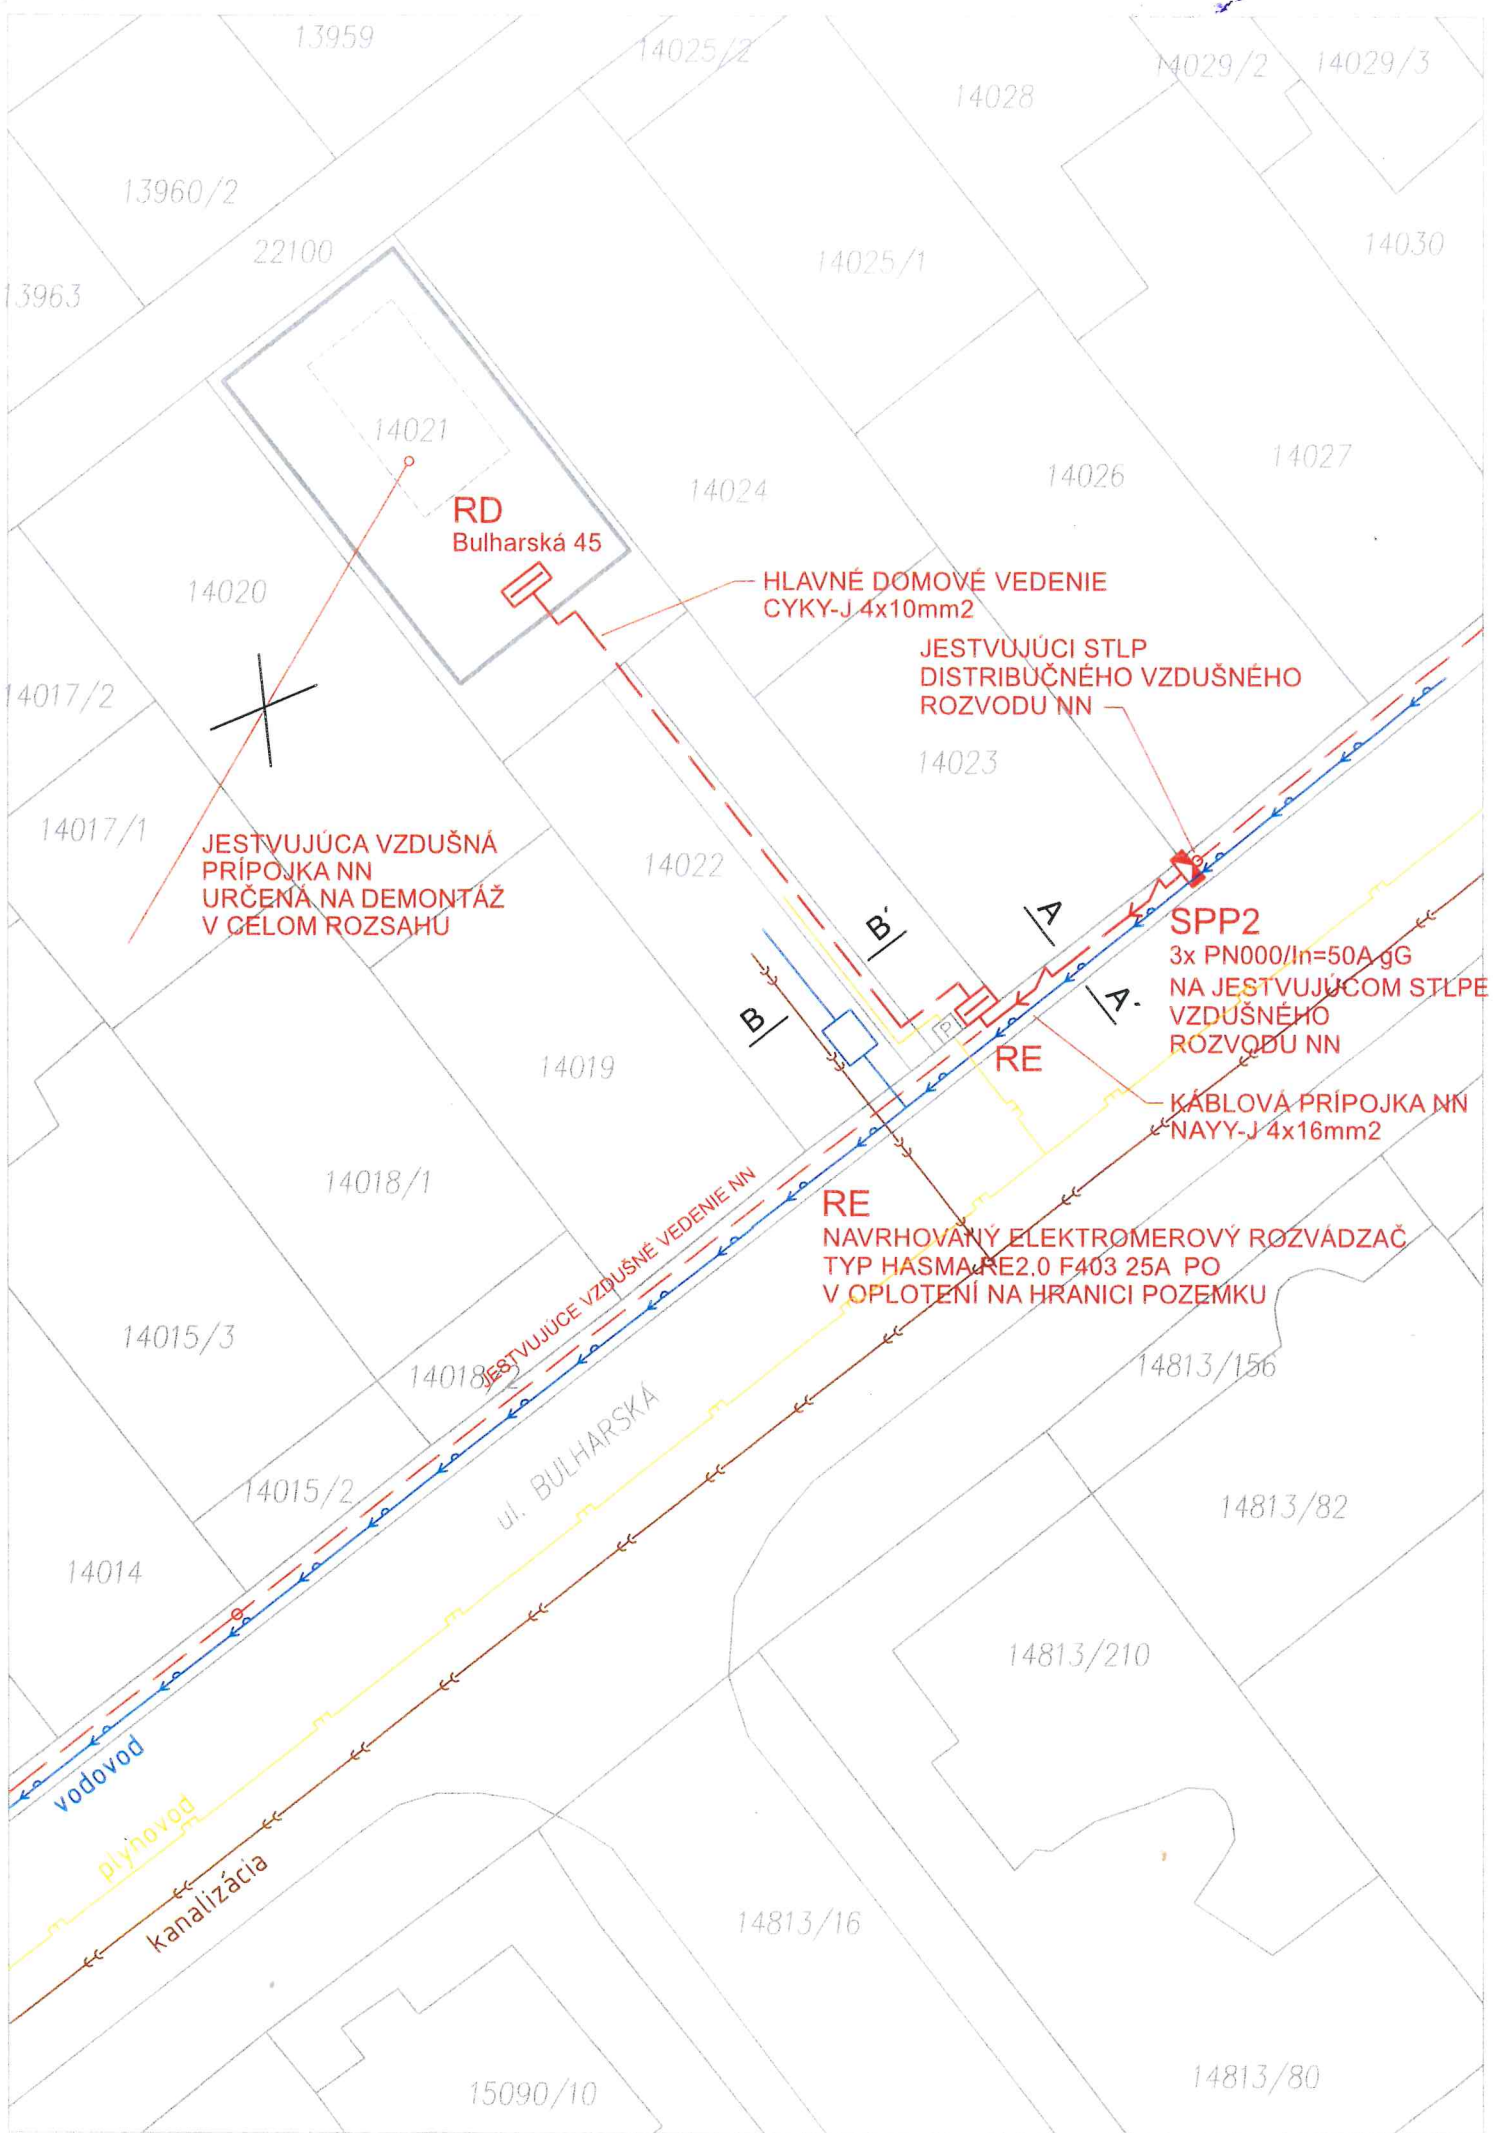 13959
14025/2
14028
14029/2
14029/3
13960/2
22100
14025/1
14030
13963
14021
14024
14026
14027
RD
Bulharská 45
14020
HLAVNÉ DOMOVÉ VEDENIE
CYKY-J 4x10mm2
JESTVUJÚCI STLP
DISTRIBUČNÉHO VZDUŠNÉHO
ROZVODU NN
14017/2
14023
14017/1
JESTVUJÚCA VZDUŠNÁ
PRÍPOJKA NN
URČENÁ NA DEMONTÁŽ
V CELOM ROZSAHU
14022
B'
A
SPP2
3x PN000/In=50A gG
NA JESTVUJÚCOM STLPE
VZDUŠNÉHO
ROZVODU NN
A'
B
P
RE
14019
KÁBLOVÁ PRÍPOJKA NN
NAYY-J 4x16mm2
14018/1
JESTVUJÚCE VZDUŠNÉ VEDENIE NN
RE
NAVRHOVANÝ ELEKTROMEROVÝ ROZVÁDZAČ
TYP HASMA RE2.0 F403 25A PO
V OPLOTENÍ NA HRANICI POZEMKU
14015/3
14018/2
14813/156
ul. BULHARSKÁ
14015/2
14813/82
14014
14813/210
vodovod
plynovod
kanalizácia
14813/16
15090/10
14813/80